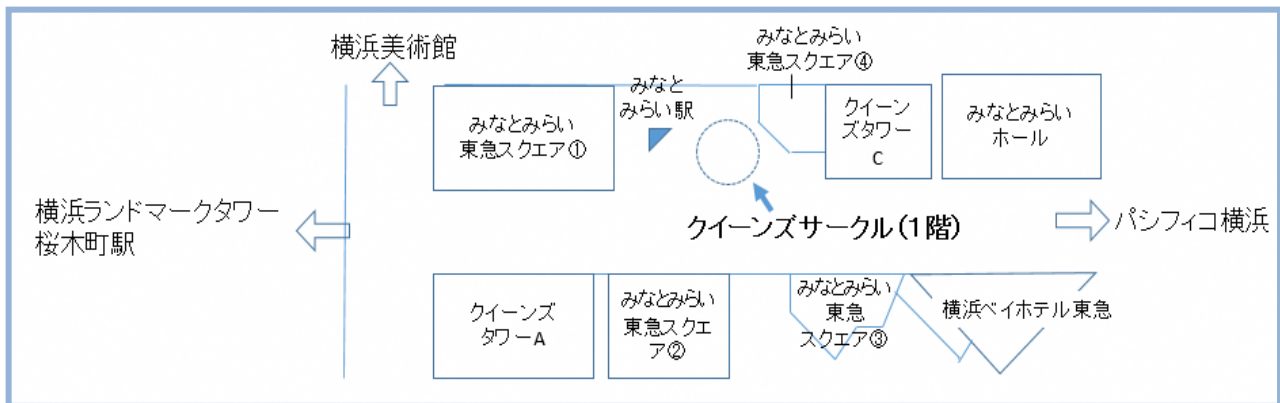 横浜美術館
みなとみらい
東急スクエア④
みなと
みらい駅
みなとみらい
東急スクエア①
クイーン
ズタワー
C
みなとみらい
ホール
横浜ランドマークタワー
桜木町駅
クイーンズサークル(1階)
パシフィコ横浜
クイーンズ
タワーA
みなとみらい
東急スクエ
ア②
みなとみらい
東急
スクエア③
横浜ベイホテル東急